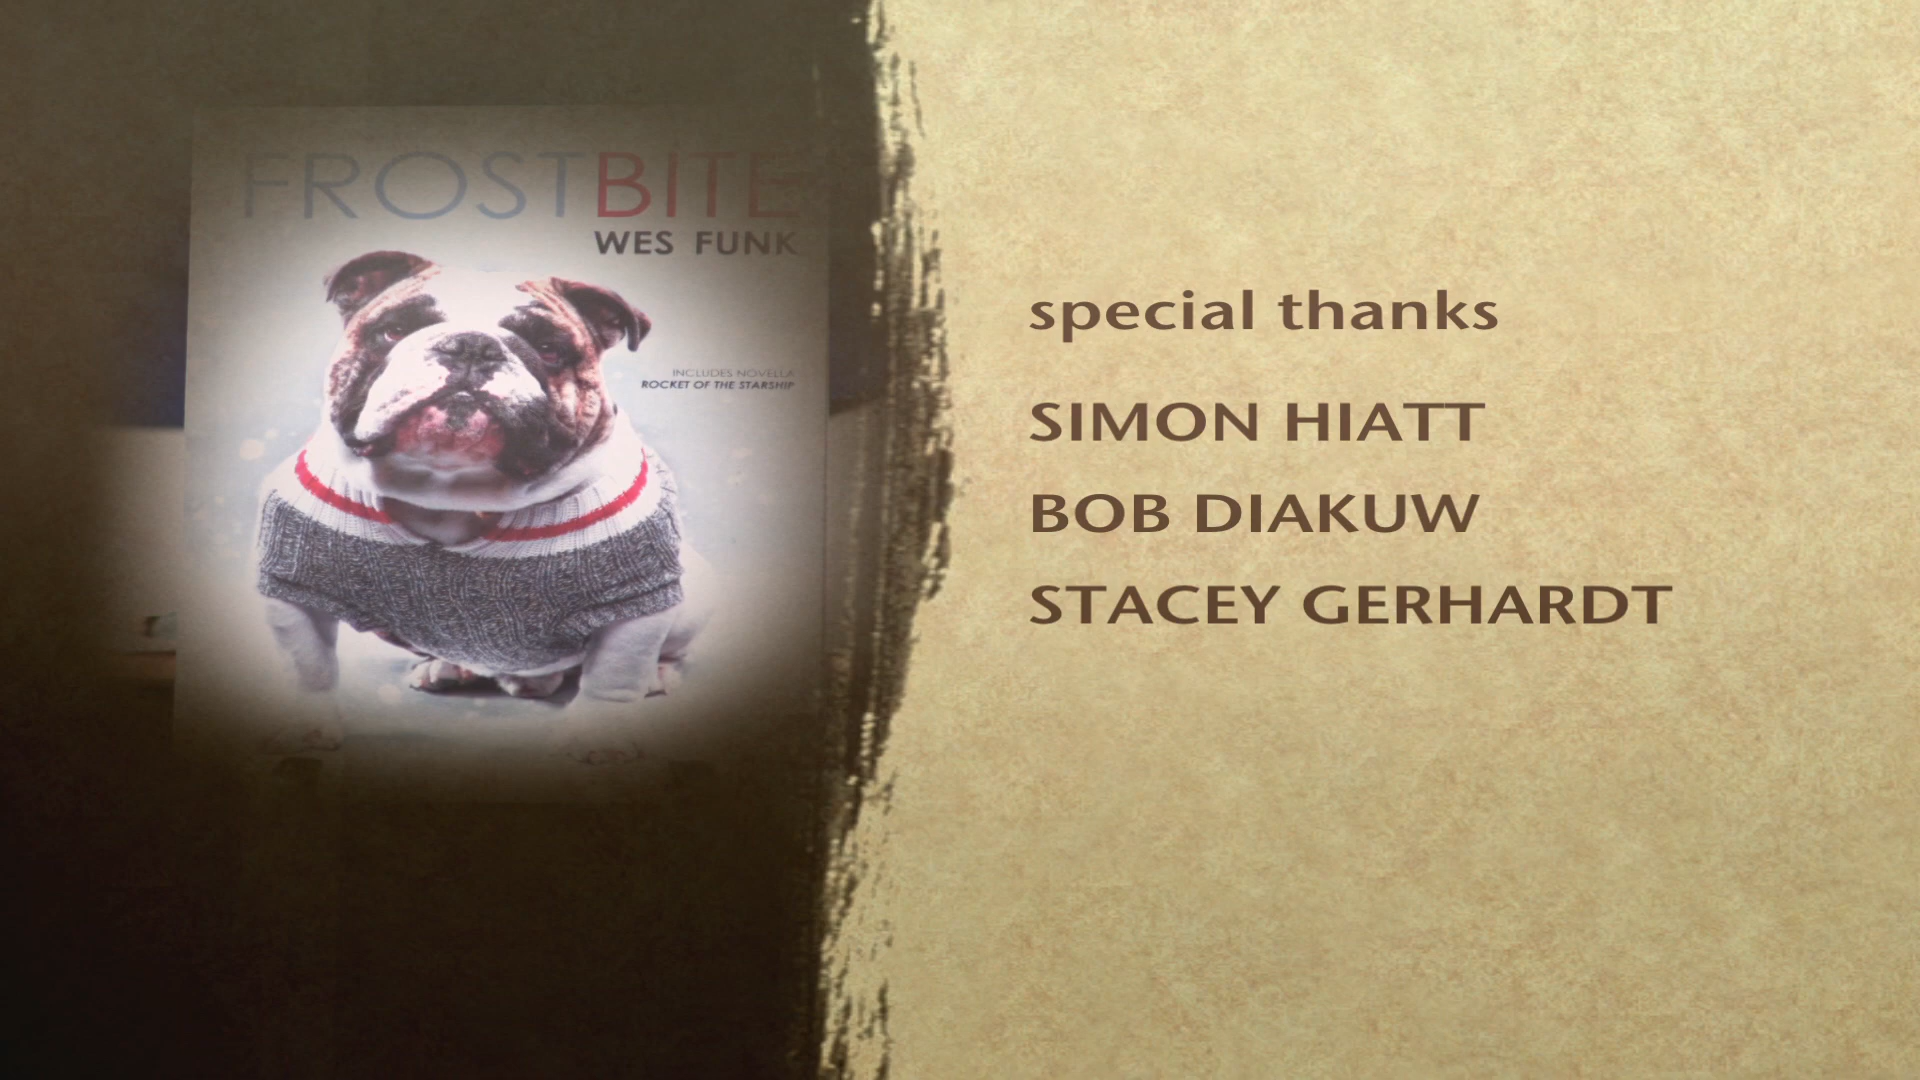 FROSTBITE
WES FUNK
INCLUDES NOVELLA
ROCKET OF THE STARSHIP
special thanks
SIMON HIATT
BOB DIAKUW
STACEY GERHARDT